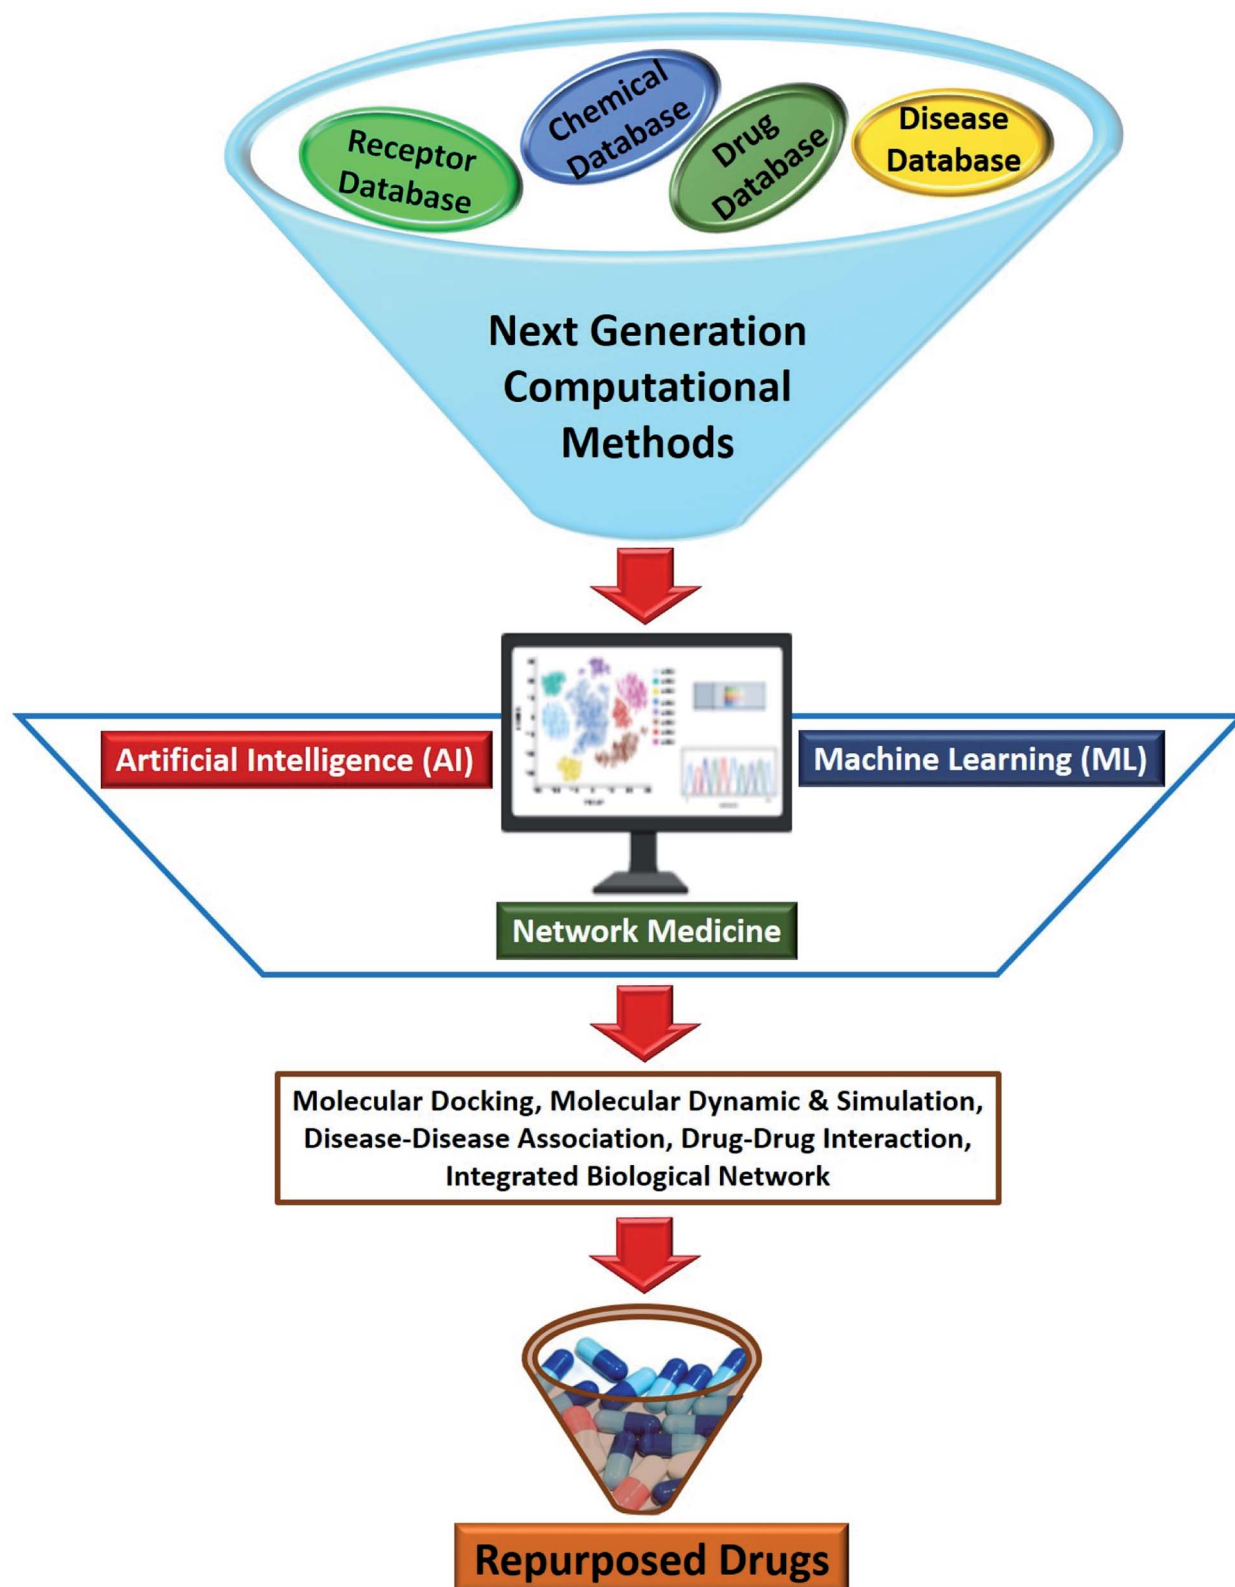 Receptor
Database
Chemical
Database
Drug
Database
Disease
Database
Next Generation
Computational
Methods
Artificial Intelligence (AI)
Machine Learning (ML)
Network Medicine
Molecular Docking, Molecular Dynamic & Simulation,
Disease-Disease Association, Drug-Drug Interaction,
Integrated Biological Network
Repurposed Drugs